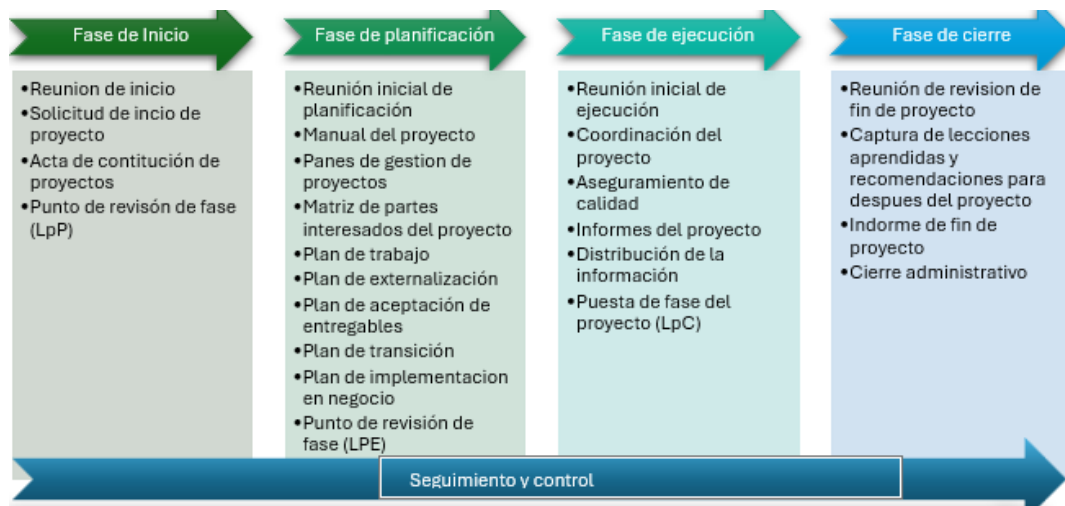 Fase de Inicio
•Reunion de inicio
•Solicitud de incio de
proyecto
•Acta de contitución de
proyectos
•Punto de revisón de fase
(LpP)
Fase de planificación
•Reunión inicial de
planificación
•Manual del proyecto
•Panes de gestion de
proyectos
•Matriz de partes
interesados del proyecto
•Plan de trabajo
•Plan de externalización
•Plan de aceptación de
entregables
•Plan de transición
•Plan de implementacion
en negocio
•Punto de revisión de
fase (LPE)
Fase de ejecución
•Reunión inicial de
ejecución
•Coordinación del
proyecto
•Aseguramiento de
calidad
•Informes del proyecto
•Distribución de la
información
•Puesta de fase del
proyecto (LpC)
Fase de cierre
•Reunión de revision de
fin de proyecto
•Captura de lecciones
aprendidas y
recomendaciones para
despues del proyecto
•Indorme de fin de
proyecto
•Cierre administrativo
Seguimiento y control